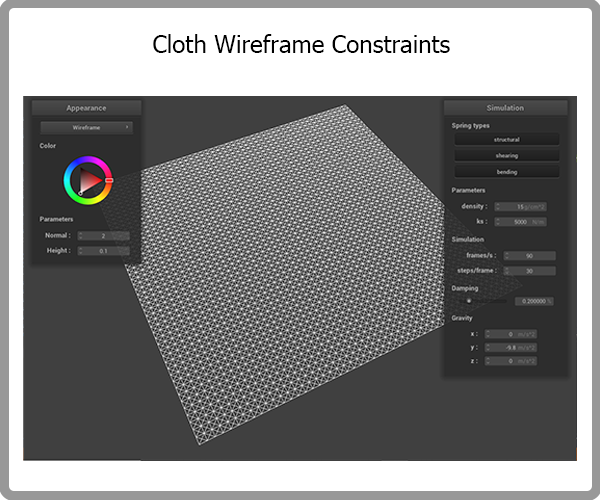 Cloth Wireframe Constraints
Appearance
Wireframe
Color
Parameters
Normal : 2
Height : 0.1
Simulation
Spring types
structural
shearing
bending
Parameters
density : 15 g/cm^2
ks : 5000 N/m
Simulation
frames/s : 90
steps/frame : 30
Damping
0.200000 %
Gravity
x : 0 m/s^2
y : -9.8 m/s^2
z : 0 m/s^2